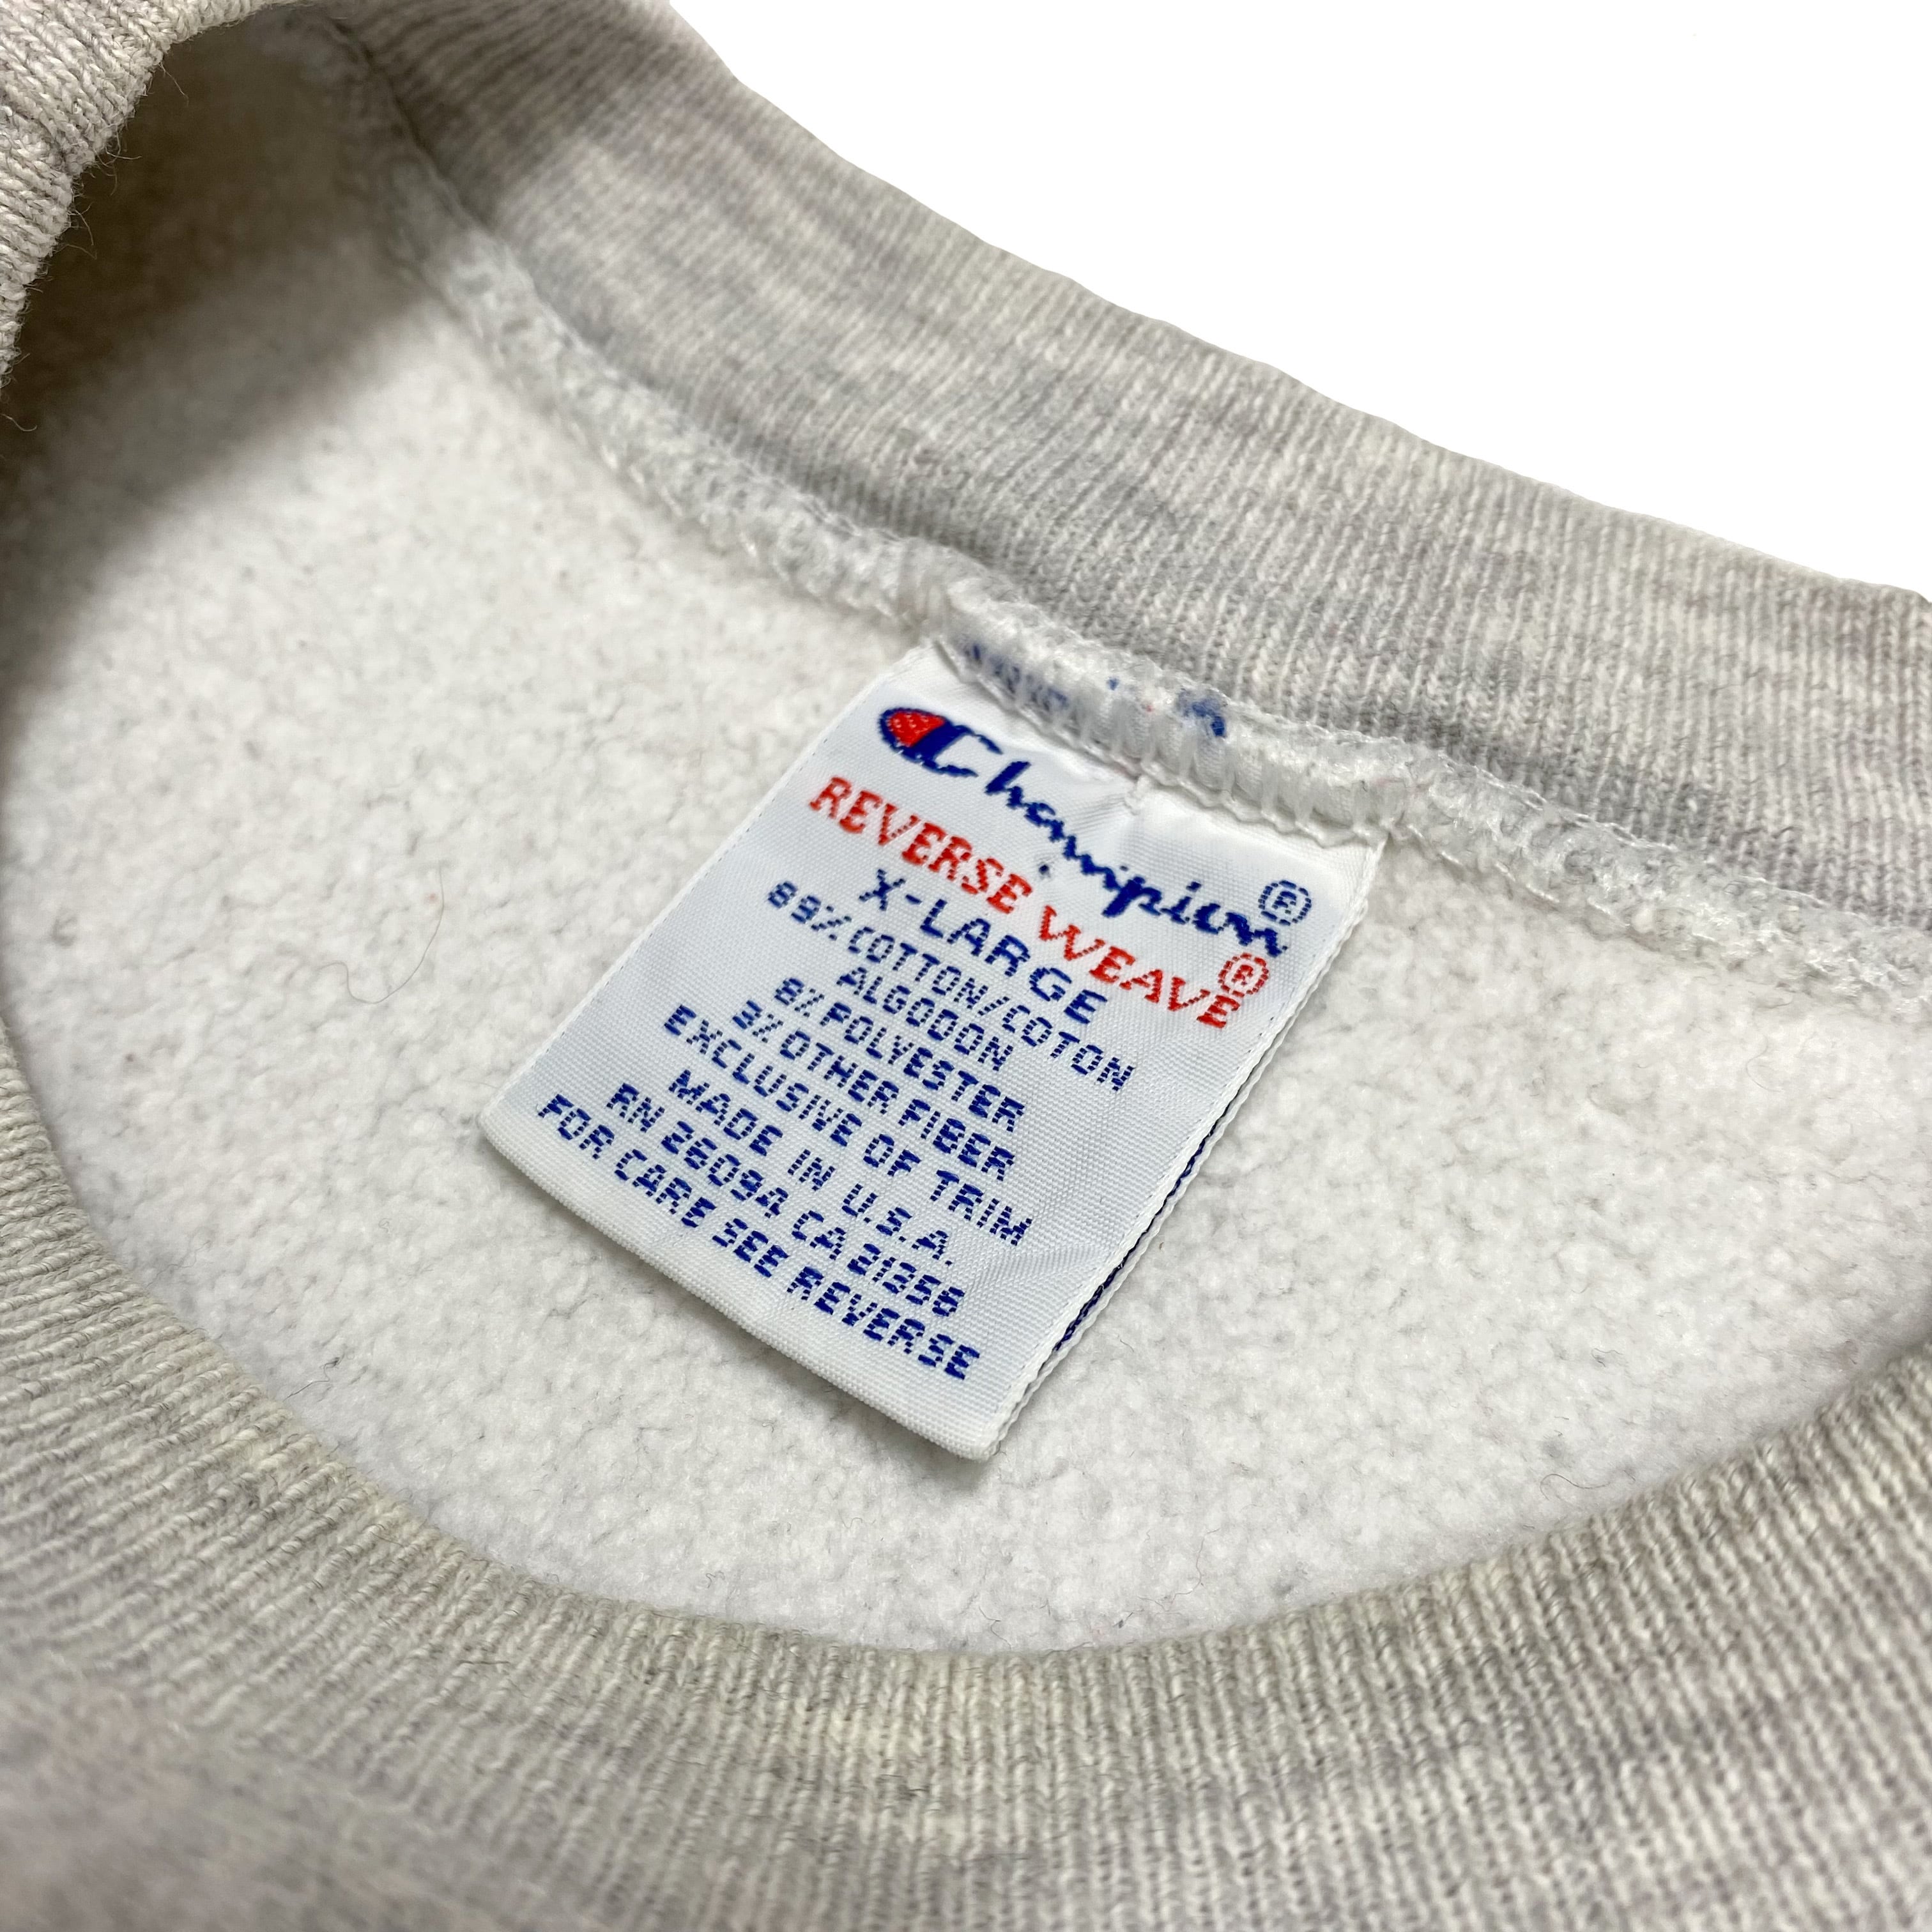 Champion®
REVERSE WEAVE®
X-LARGE
89% COTTON/COTON
ALGODON
8% POLYESTER
3% OTHER FIBER
EXCLUSIVE OF TRIM
MADE IN U.S.A.
RN 26094 CA 21356
FOR CARE SEE REVERSE